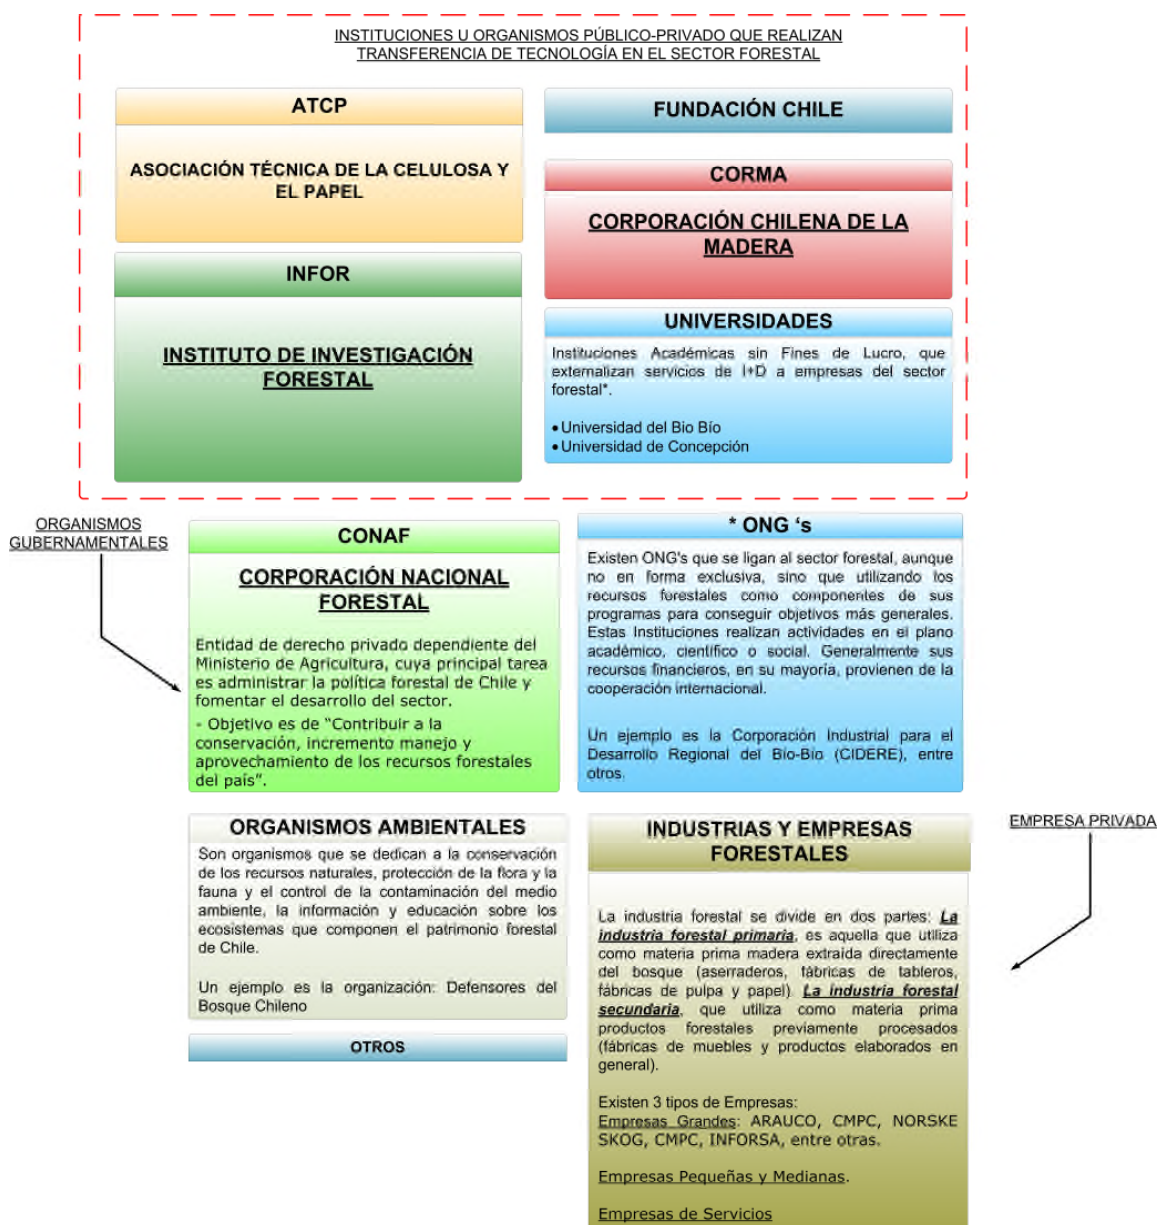 INSTITUCIONES U ORGANISMOS PÚBLICO-PRIVADO QUE REALIZAN
TRANSFERENCIA DE TECNOLOGÍA EN EL SECTOR FORESTAL
ATCP
ASOCIACIÓN TÉCNICA DE LA CELULOSA Y
EL PAPEL
FUNDACIÓN CHILE
CORMA
CORPORACIÓN CHILENA DE LA
MADERA
INFOR
INSTITUTO DE INVESTIGACIÓN
FORESTAL
UNIVERSIDADES
Instituciones Académicas sin Fines de Lucro, que
externalizan servicios de I+D a empresas del sector
forestal*.
• Universidad del Bio Bío
• Universidad de Concepción
ORGANISMOS
GUBERNAMENTALES
CONAF
CORPORACIÓN NACIONAL
FORESTAL
Entidad de derecho privado dependiente del
Ministerio de Agricultura, cuya principal tarea
es administrar la política forestal de Chile y
fomentar el desarrollo del sector.
- Objetivo es de “Contribuir a la
conservación, incremento manejo y
aprovechamiento de los recursos forestales
del país”.
* ONG ‘s
Existen ONG's que se ligan al sector forestal, aunque
no en forma exclusiva, sino que utilizando los
recursos forestales como componentes de sus
programas para conseguir objetivos más generales.
Estas Instituciones realizan actividades en el plano
académico, científico o social. Generalmente sus
recursos financieros, en su mayoría, provienen de la
cooperación internacional.
Un ejemplo es la Corporación Industrial para el
Desarrollo Regional del Bío-Bío (CIDERE), entre
otros.
ORGANISMOS AMBIENTALES
Son organismos que se dedican a la conservación
de los recursos naturales, protección de la flora y la
fauna y el control de la contaminación del medio
ambiente, la información y educación sobre los
ecosistemas que componen el patrimonio forestal
de Chile.
Un ejemplo es la organización: Defensores del
Bosque Chileno
OTROS
INDUSTRIAS Y EMPRESAS
FORESTALES
La industria forestal se divide en dos partes: La
industria forestal primaria, es aquella que utiliza
como materia prima madera extraída directamente
del bosque (aserraderos, fábricas de tableros,
fábricas de pulpa y papel). La industria forestal
secundaria, que utiliza como materia prima
productos forestales previamente procesados
(fábricas de muebles y productos elaborados en
general).
Existen 3 tipos de Empresas:
Empresas Grandes: ARAUCO, CMPC, NORSKE
SKOG, CMPC, INFORSA, entre otras.
Empresas Pequeñas y Medianas.
Empresas de Servicios
EMPRESA PRIVADA